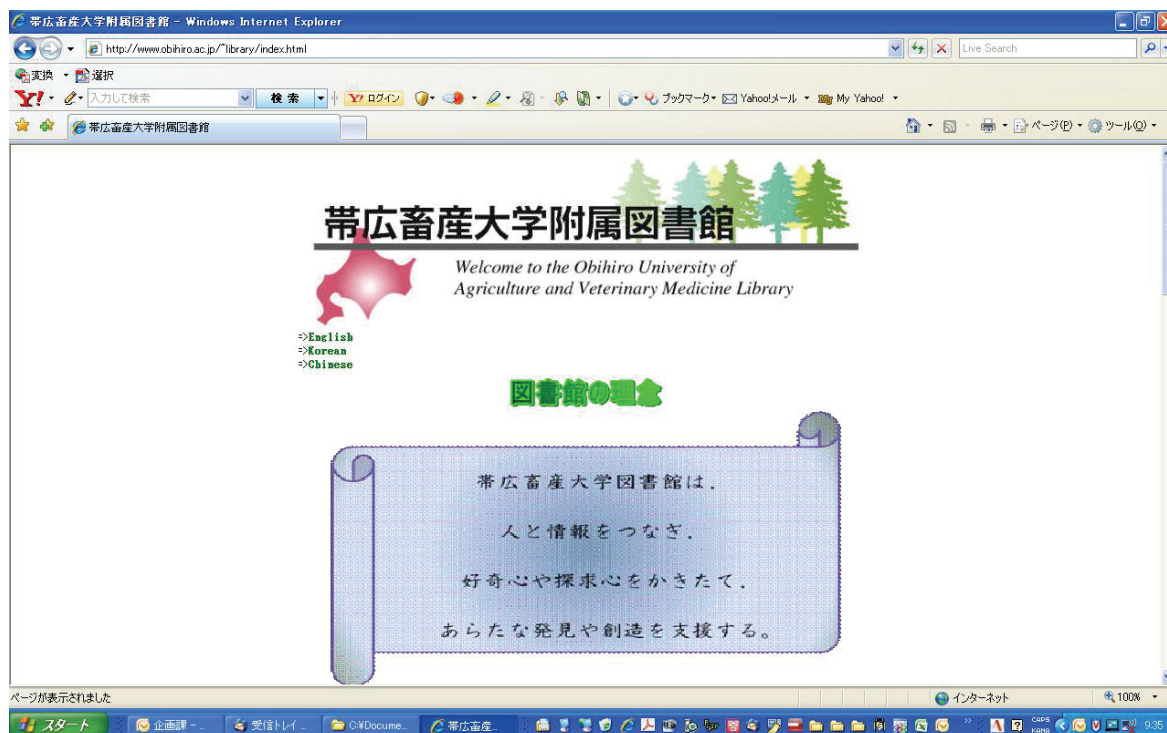 帯広畜産大学附属図書館 - Windows Internet Explorer
http://www.obihiro.ac.jp/~library/index.html
Live Search
変換 選択
Y! 入力して検索 検索 Y! ログイン ブックマーク Yahoo!メール My Yahoo!
帯広畜産大学附属図書館
ページ(P) ツール(O)
帯広畜産大学附属図書館
Welcome to the Obihiro University of
Agriculture and Veterinary Medicine Library
=>English
=>Korean
=>Chinese
図書館の理念
帯広畜産大学図書館は、
人と情報をつなぎ、
好奇心や探求心をかきたて、
あらたな発見や創造を支援する。
ページが表示されました インターネット 100%
スタート 企画課 - ... 受信トレイ ... C:¥Docume... 帯広畜産... CAPS KANA 9:35